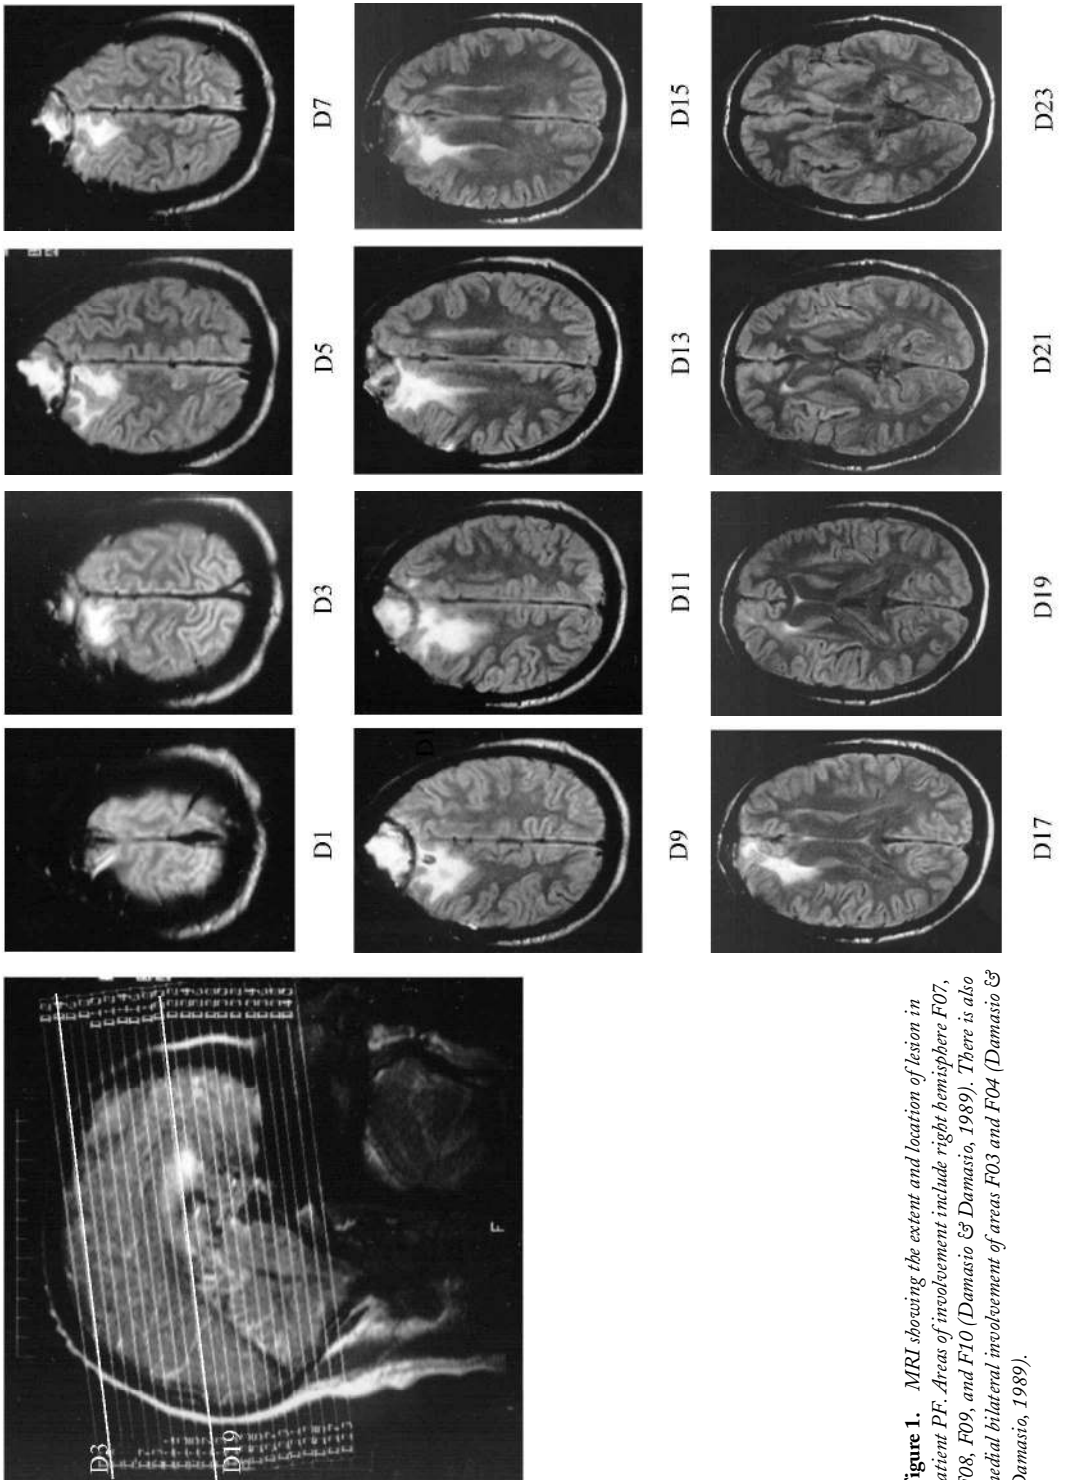 D3
D19
F
D1
D3
D5
D7
D9
D11
D13
D15
D17
D19
D21
D23
igure 1. MRI showing the extent and location of lesion in
atient PF. Areas of involvement include right hemisphere F07,
F08, F09, and F10 (Damasio & Damasio, 1989). There is also
medial bilateral involvement of areas F03 and F04 (Damasio &
Damasio, 1989).